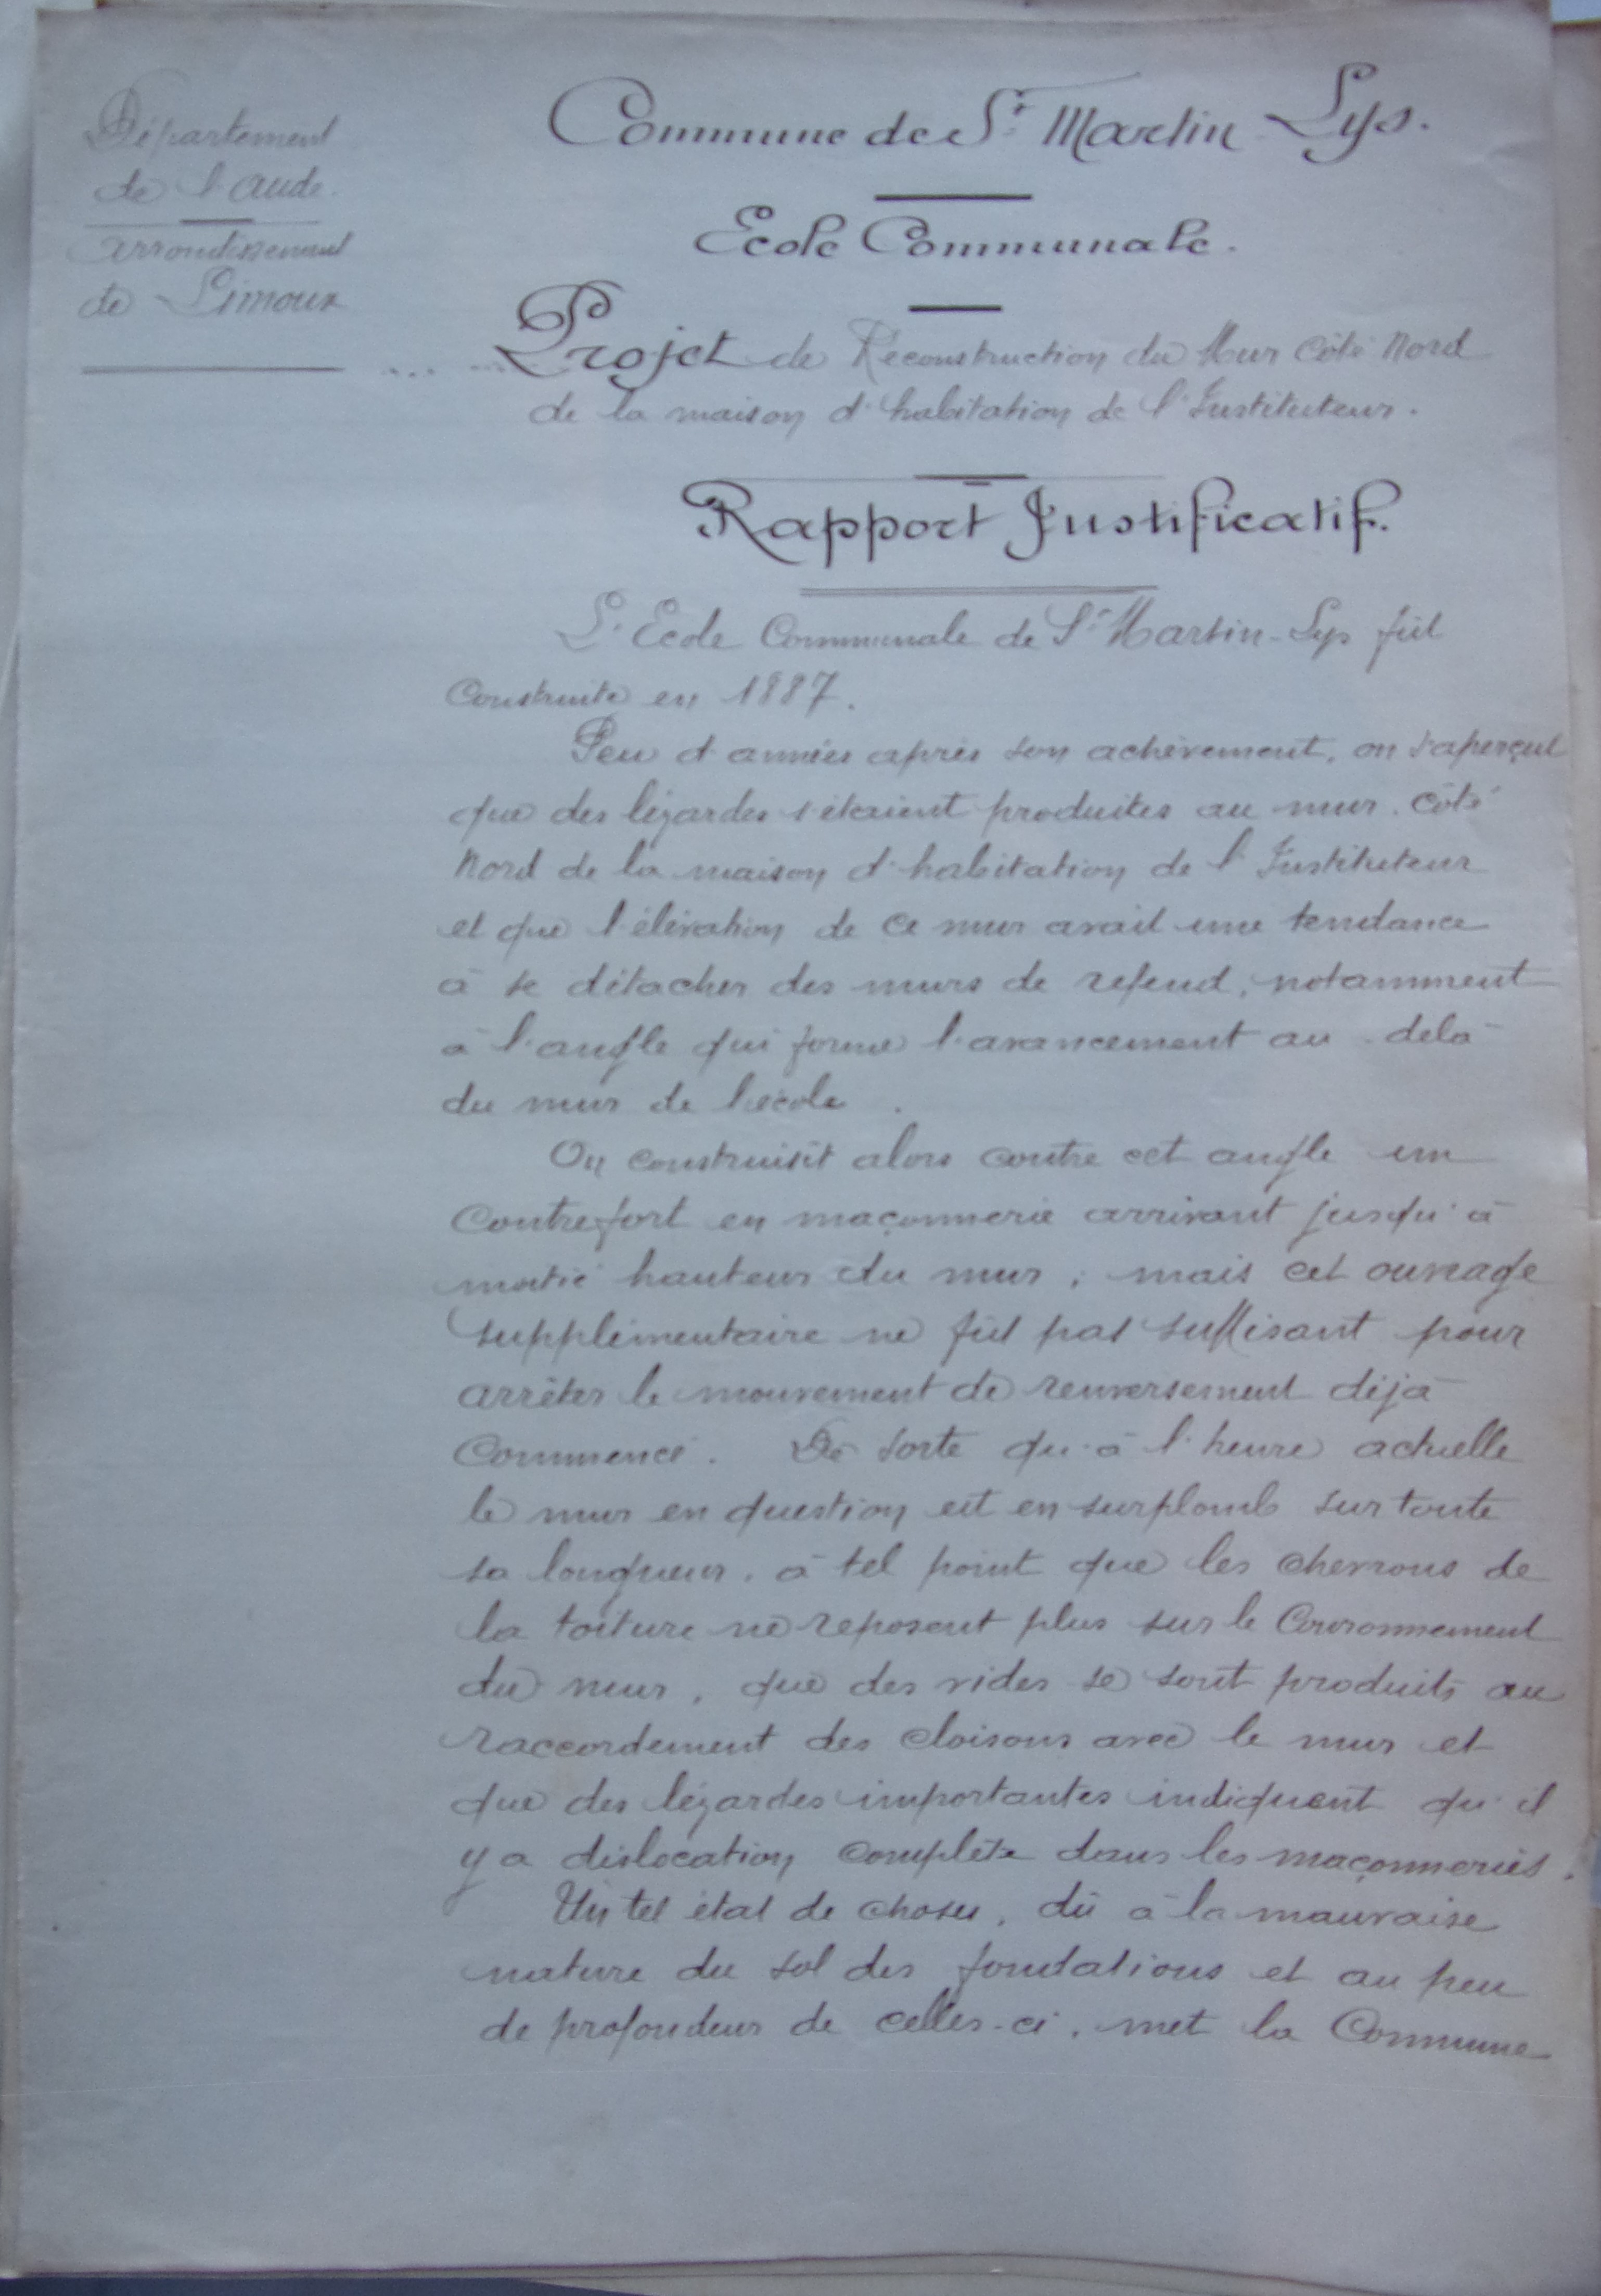 Département
de l'Aude.
Arrondissement
de Limoux
Commune de St Martin-Lys.
Ecole Communale.
Projet de Réconstruction du Mur Côté Nord
de la maison d'habitation de l'Instituteur.
Rapport Justificatif.
L'Ecole Communale de St Martin-Lys fût
Construite en 1887.
Peu d'années après son achèvement, on s'aperçut
que des lézardes s'étaient produites au mur. Côté
Nord de la maison d'habitation de l'Instituteur
et que l'élévation de ce mur avait une tendance
à se détacher des murs de refend, notamment
à l'angle qui forme l'avancement au-delà
du mur de l'école.
On construisit alors contre cet angle un
Contrefort en maçonnerie arrivant jusqu'à
moitié hauteur du mur ; mais cet ouvrage
supplémentaire ne fût pas suffisant pour
arrêter le mouvement de renversement déjà
Commencé. De sorte qu'à l'heure actuelle
le mur en question est en surplomb sur toute
sa longueur, à tel point que les chevrons de
la toiture ne reposent plus sur le Couronnement
du mur, que des vides se sont produits au
raccordement des cloisons avec le mur et
que des lézardes importantes indiquent qu'il
y a dislocation complète dans les maçonneries.
Un tel état de choses, dû à la mauvaise
nature du sol des fondations et au peu
de profondeur de celles-ci, met la Commune